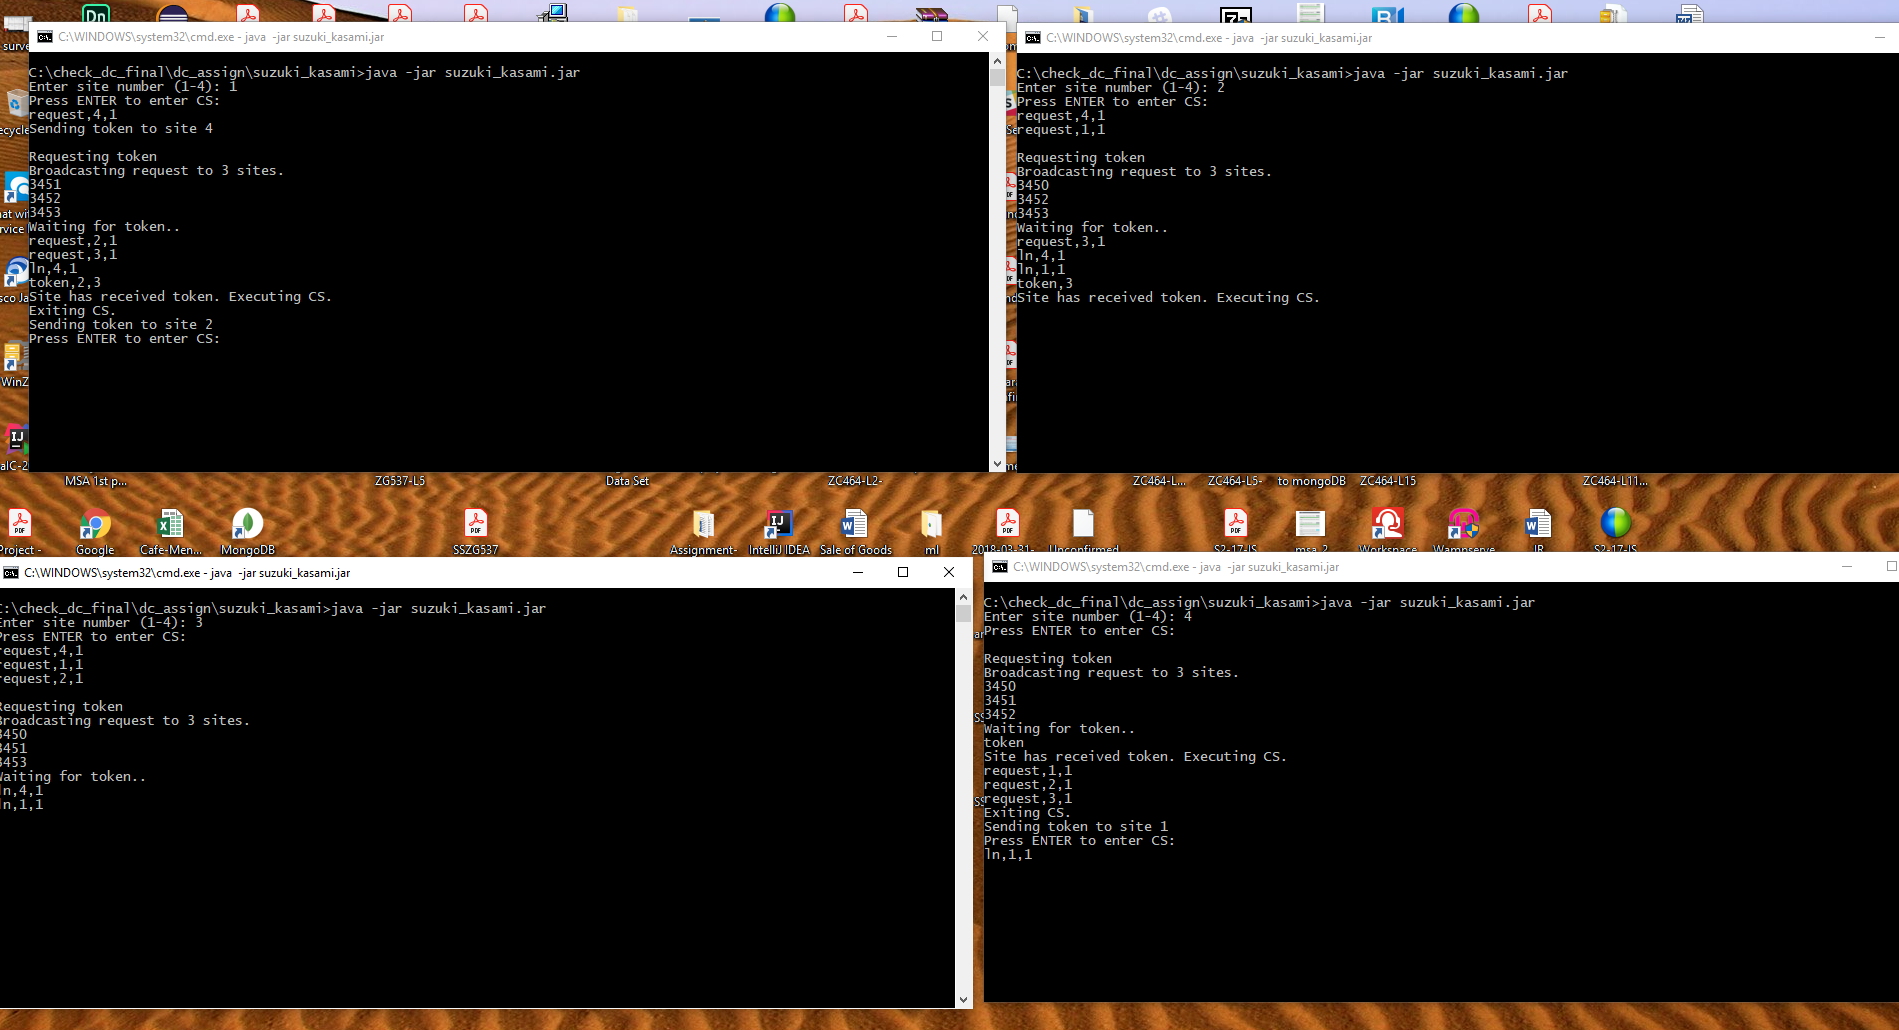 C:\WINDOWS\system32\cmd.exe - java  -jar suzuki_kasami.jar
C:\check_dc_final\dc_assign\suzuki_kasami>java -jar suzuki_kasami.jar
Enter site number (1-4): 1
Press ENTER to enter CS:
request,4,1
Sending token to site 4
Requesting token
Broadcasting request to 3 sites.
3451
3452
3453
Waiting for token..
request,2,1
request,3,1
ln,4,1
token,2,3
Site has received token. Executing CS.
Exiting CS.
Sending token to site 2
Press ENTER to enter CS:
C:\WINDOWS\system32\cmd.exe - java  -jar suzuki_kasami.jar
C:\check_dc_final\dc_assign\suzuki_kasami>java -jar suzuki_kasami.jar
Enter site number (1-4): 2
Press ENTER to enter CS:
request,4,1
request,1,1
Requesting token
Broadcasting request to 3 sites.
3450
3452
3453
Waiting for token..
request,3,1
ln,4,1
ln,1,1
token,3
Site has received token. Executing CS.
WinZ
MSA 1st p...
ZG537-L5
Data Set
ZC464-L2-
ZC464-L...
ZC464-L5-
to mongoDB
ZC464-L15
ZC464-L11...
Project -
Google
Cafe-Men...
MongoDB
SSZG537
Assignment-
IntelliJ IDEA
Sale of Goods
ml
2018-03-31-
Unconfirmed
S2-17-IS
msa_2
Workspace
Wampserve
IR
S2-17-IS
C:\WINDOWS\system32\cmd.exe - java  -jar suzuki_kasami.jar
C:\check_dc_final\dc_assign\suzuki_kasami>java -jar suzuki_kasami.jar
Enter site number (1-4): 3
Press ENTER to enter CS:
request,4,1
request,1,1
request,2,1
Requesting token
Broadcasting request to 3 sites.
3450
3451
3453
Waiting for token..
ln,4,1
ln,1,1
C:\WINDOWS\system32\cmd.exe - java  -jar suzuki_kasami.jar
C:\check_dc_final\dc_assign\suzuki_kasami>java -jar suzuki_kasami.jar
Enter site number (1-4): 4
Press ENTER to enter CS:
Requesting token
Broadcasting request to 3 sites.
3450
3451
3452
Waiting for token..
token
Site has received token. Executing CS.
request,1,1
request,2,1
request,3,1
Exiting CS.
Sending token to site 1
Press ENTER to enter CS:
ln,1,1